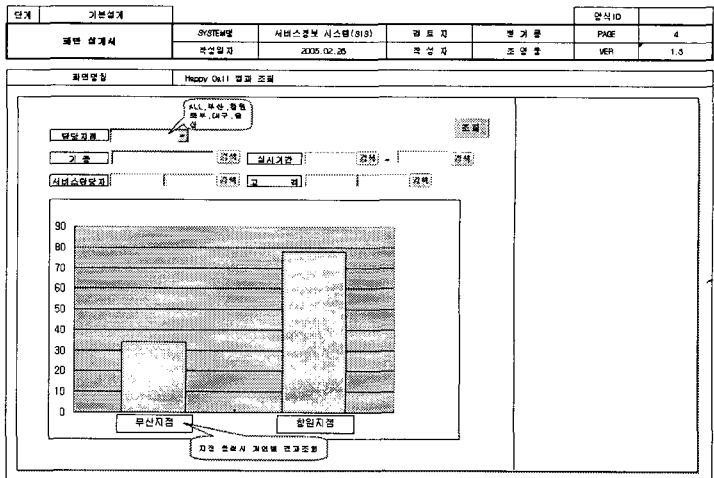 단계 기본설계 양식ID
화면 설계서 SYSTEM명 서비스정보 시스템(SIS) 검 토 자 PAGE 4
작성일자 2005.02.26 작 성 자 조 영 VER 1.5
화면명칭 Happy Call 결과 조회
ALL,부산,창원
대구,울
산
담당지점 조회
기 종 검색 실시기간 검색 - 검색
서비스담당자 검색 고 객 검색
90
80
70
60
50
40
30
20
10
0
부산지점 창원지점
지점 클릭시 개인별 결과조회